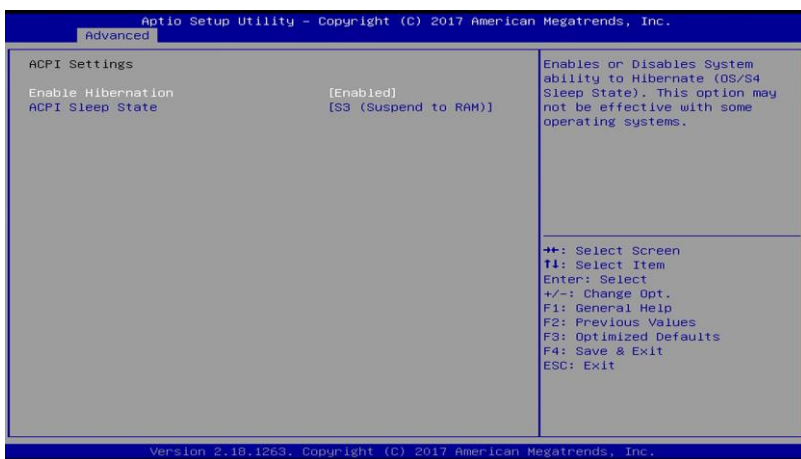 Aptio Setup Utility – Copyright (C) 2017 American Megatrends, Inc.
Advanced
ACPI Settings
Enable Hibernation [Enabled]
ACPI Sleep State [S3 (Suspend to RAM)]
Enables or Disables System
ability to Hibernate (OS/S4
Sleep State). This option may
not be effective with some
operating systems.
→←: Select Screen
↑↓: Select Item
Enter: Select
+/-: Change Opt.
F1: General Help
F2: Previous Values
F3: Optimized Defaults
F4: Save & Exit
ESC: Exit
Version 2.18.1263. Copyright (C) 2017 American Megatrends, Inc.